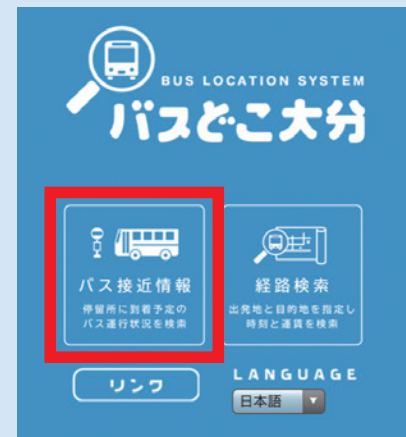 BUS LOCATION SYSTEM
バスどこ大分
バス接近情報
停留所に到着予定の
バス運行状況を検索
経路検索
出発地と目的地を指定し
時刻と運賃を検索
リンク
LANGUAGE
日本語